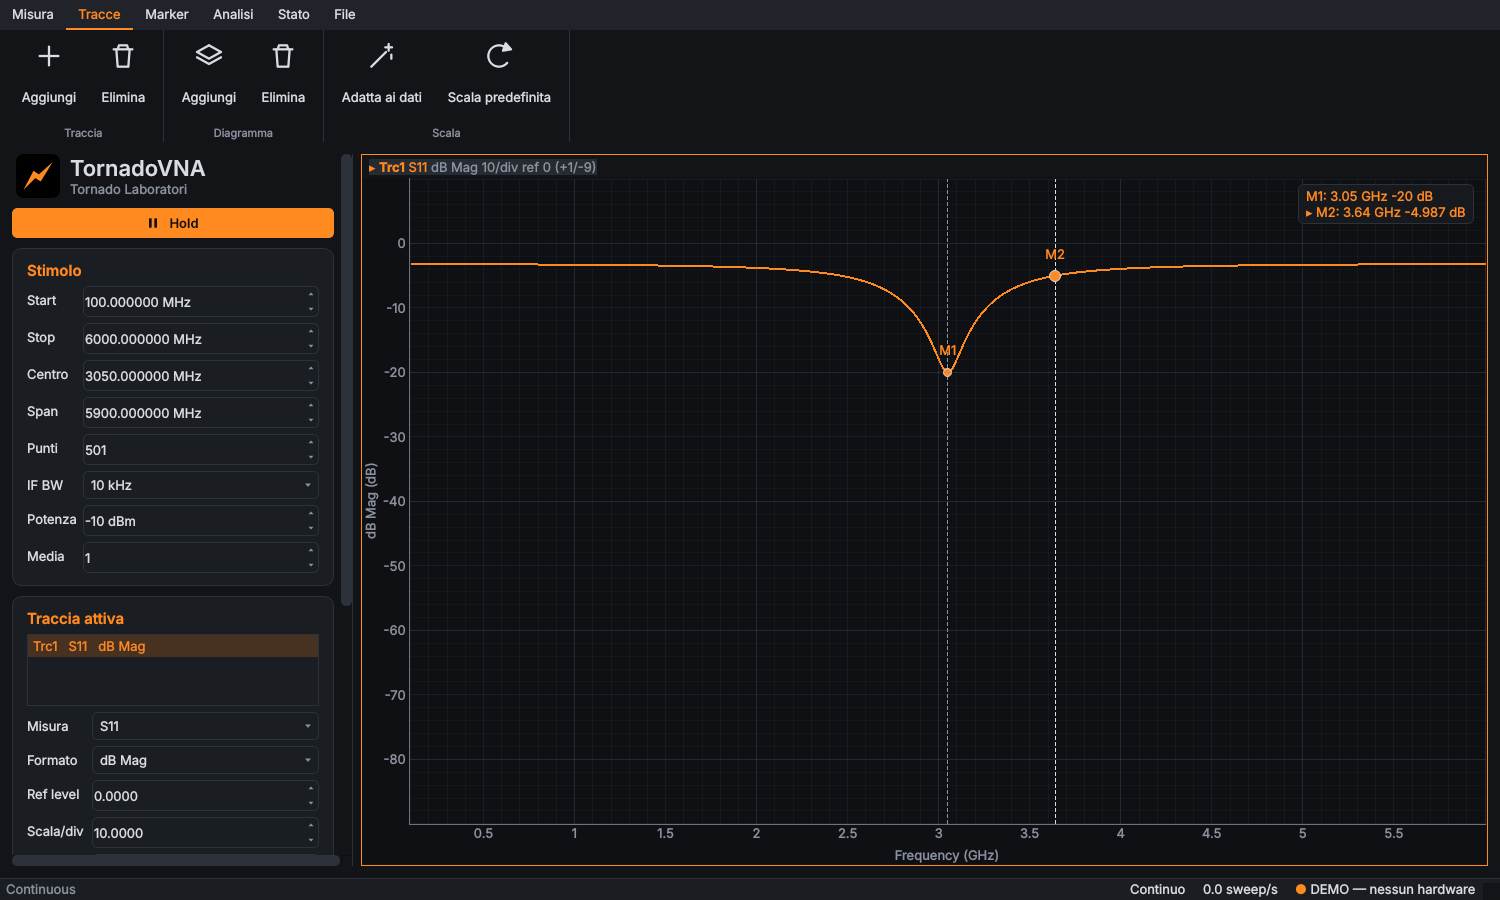 Misura Tracce Marker Analisi Stato File
Aggiungi Elimina Aggiungi Elimina Adatta ai dati Scala predefinita
Traccia Diagramma Scala
TornadoVNA
Tornado Laboratori
Hold
Stimolo
Start 100.000000 MHz
Stop 6000.000000 MHz
Centro 3050.000000 MHz
Span 5900.000000 MHz
Punti 501
IF BW 10 kHz
Potenza -10 dBm
Media 1
Traccia attiva
Trc1 S11 dB Mag
Misura S11
Formato dB Mag
Ref level 0.0000
Scala/div 10.0000
▸ Trc1 S11 dB Mag 10/div ref 0 (+1/-9)
M1: 3.05 GHz -20 dB
▸ M2: 3.64 GHz -4.987 dB
M2
M1
0
-10
-20
-30
-40
-50
-60
-70
-80
dB Mag (dB)
0.5 1 1.5 2 2.5 3 3.5 4 4.5 5 5.5
Frequency (GHz)
Continuous Continuo 0.0 sweep/s DEMO — nessun hardware